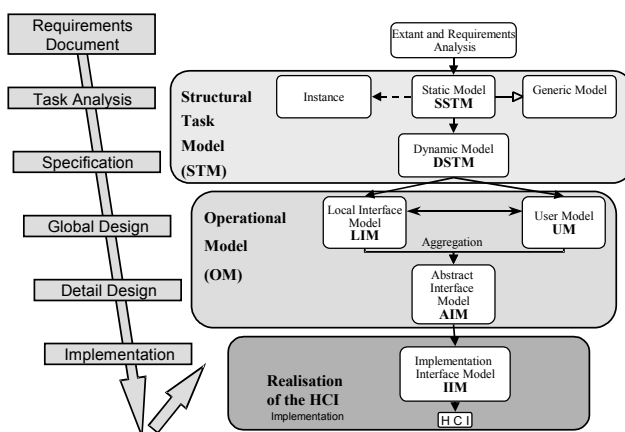 Requirements
Document
Task Analysis
Specification
Global Design
Detail Design
Implementation
Extant and Requirements
Analysis
Structural
Task
Model
(STM)
Instance
Static Model
SSTM
Generic Model
Dynamic Model
DSTM
Operational
Model
(OM)
Local Interface
Model
LIM
User Model
UM
Aggregation
Abstract
Interface
Model
AIM
Realisation
of the HCI
Implementation
Implementation
Interface Model
IIM
H C I